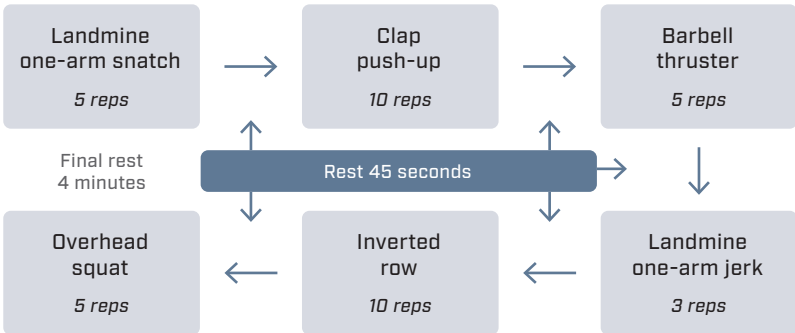 Landmine
one-arm snatch
5 reps
Clap
push-up
10 reps
Barbell
thruster
5 reps
Final rest
4 minutes
Rest 45 seconds
Overhead
squat
5 reps
Inverted
row
10 reps
Landmine
one-arm jerk
3 reps